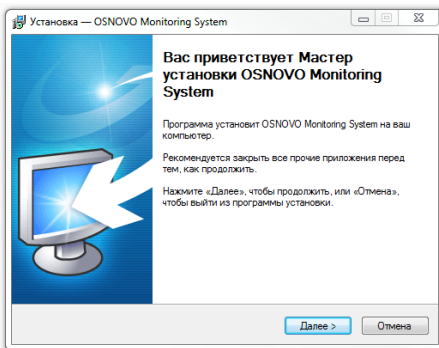 Установка — OSNOVO Monitoring System
Вас приветствует Мастер
установки OSNOVO Monitoring
System
Программа установит OSNOVO Monitoring System на ваш
компьютер.
Рекомендуется закрыть все прочие приложения перед
тем, как продолжить.
Нажмите «Далее», чтобы продолжить, или «Отмена»,
чтобы выйти из программы установки.
Далее >
Отмена